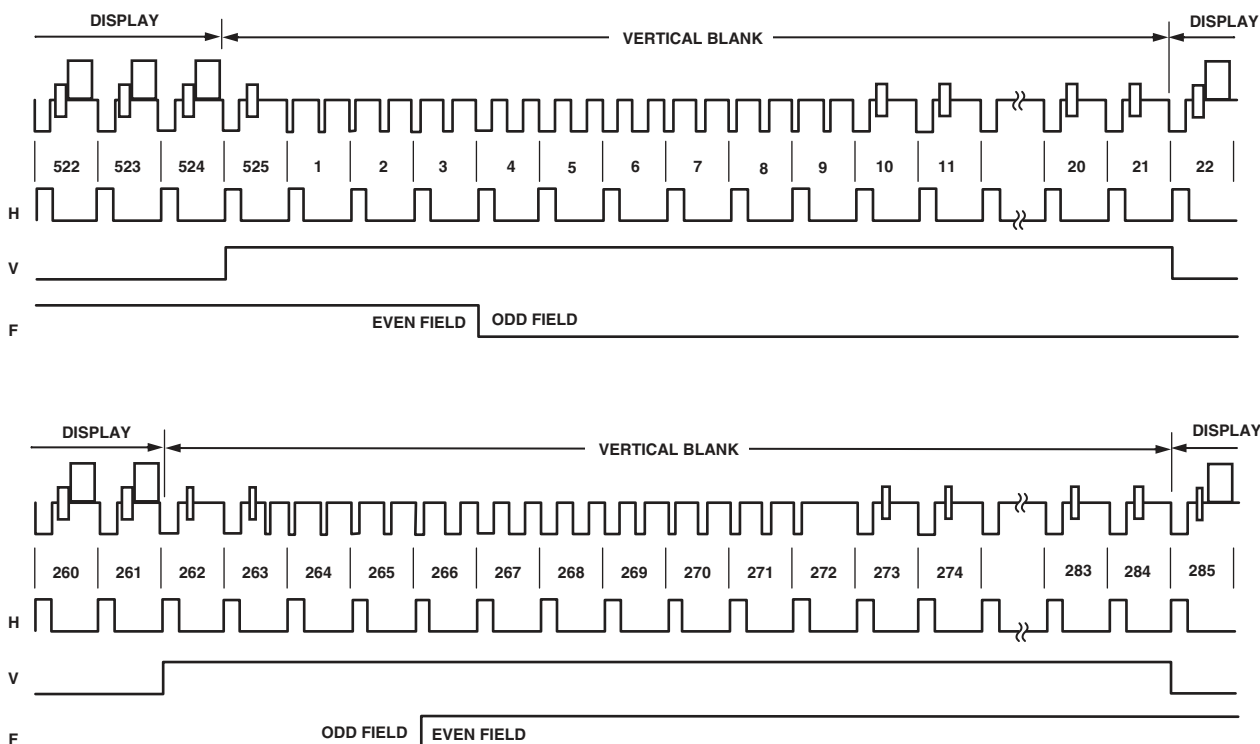 DISPLAY VERTICAL BLANK DISPLAY
522 523 524 525 1 2 3 4 5 6 7 8 9 10 11 20 21 22
H
V
EVEN FIELD ODD FIELD
F
DISPLAY VERTICAL BLANK DISPLAY
260 261 262 263 264 265 266 267 268 269 270 271 272 273 274 283 284 285
H
V
ODD FIELD EVEN FIELD
F